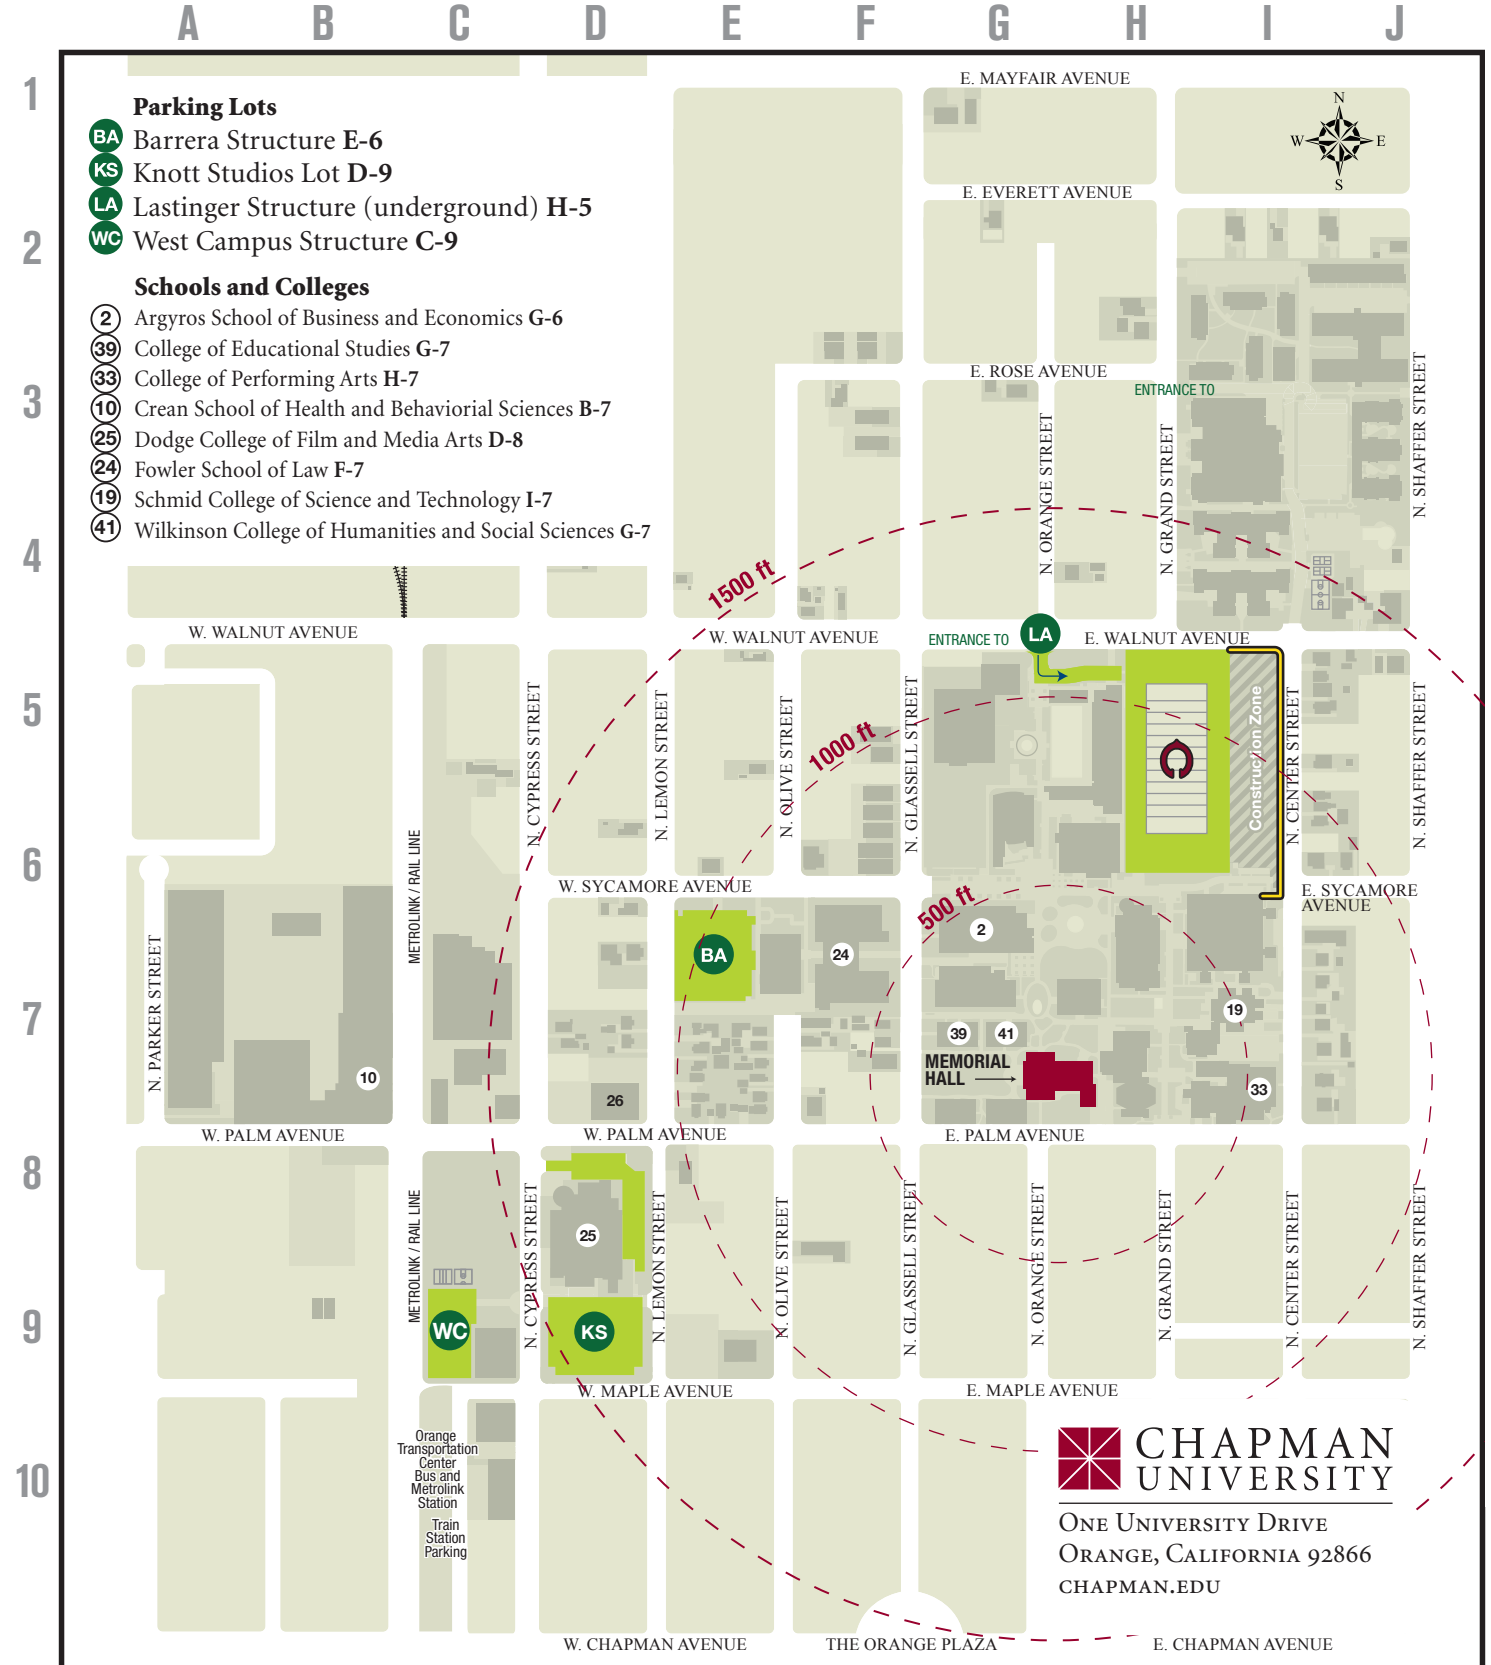 A B C D E F G H I J
1
2
3
4
5
6
7
8
9
10
Parking Lots
BA Barrera Structure E-6
KS Knott Studios Lot D-9
LA Lastinger Structure (underground) H-5
WC West Campus Structure C-9
Schools and Colleges
2 Argyros School of Business and Economics G-6
39 College of Educational Studies G-7
33 College of Performing Arts H-7
10 Crean School of Health and Behaviorial Sciences B-7
25 Dodge College of Film and Media Arts D-8
24 Fowler School of Law F-7
19 Schmid College of Science and Technology I-7
41 Wilkinson College of Humanities and Social Sciences G-7
E. MAYFAIR AVENUE
N
W E
S
E. EVERETT AVENUE
E. ROSE AVENUE
ENTRANCE TO
N. ORANGE STREET
N. GRAND STREET
N. SHAFFER STREET
1500 ft
W. WALNUT AVENUE
W. WALNUT AVENUE
ENTRANCE TO
LA
E. WALNUT AVENUE
N. CYPRESS STREET
N. LEMON STREET
N. OLIVE STREET
1000 ft
N. GLASSELL STREET
C
Construction Zone
N. CENTER STREET
N. SHAFFER STREET
METROLINK / RAIL LINE
W. SYCAMORE AVENUE
500 ft
E. SYCAMORE
AVENUE
N. PARKER STREET
BA
24
2
19
39
41
MEMORIAL
HALL
10
26
33
W. PALM AVENUE
W. PALM AVENUE
E. PALM AVENUE
METROLINK / RAIL LINE
N. CYPRESS STREET
25
N. LEMON STREET
N. OLIVE STREET
N. GLASSELL STREET
N. ORANGE STREET
N. GRAND STREET
N. CENTER STREET
N. SHAFFER STREET
WC
KS
W. MAPLE AVENUE
E. MAPLE AVENUE
Orange
Transportation
Center
Bus and
Metrolink
Station
Train
Station
Parking
CHAPMAN
UNIVERSITY
ONE UNIVERSITY DRIVE
ORANGE, CALIFORNIA 92866
CHAPMAN.EDU
W. CHAPMAN AVENUE
THE ORANGE PLAZA
E. CHAPMAN AVENUE